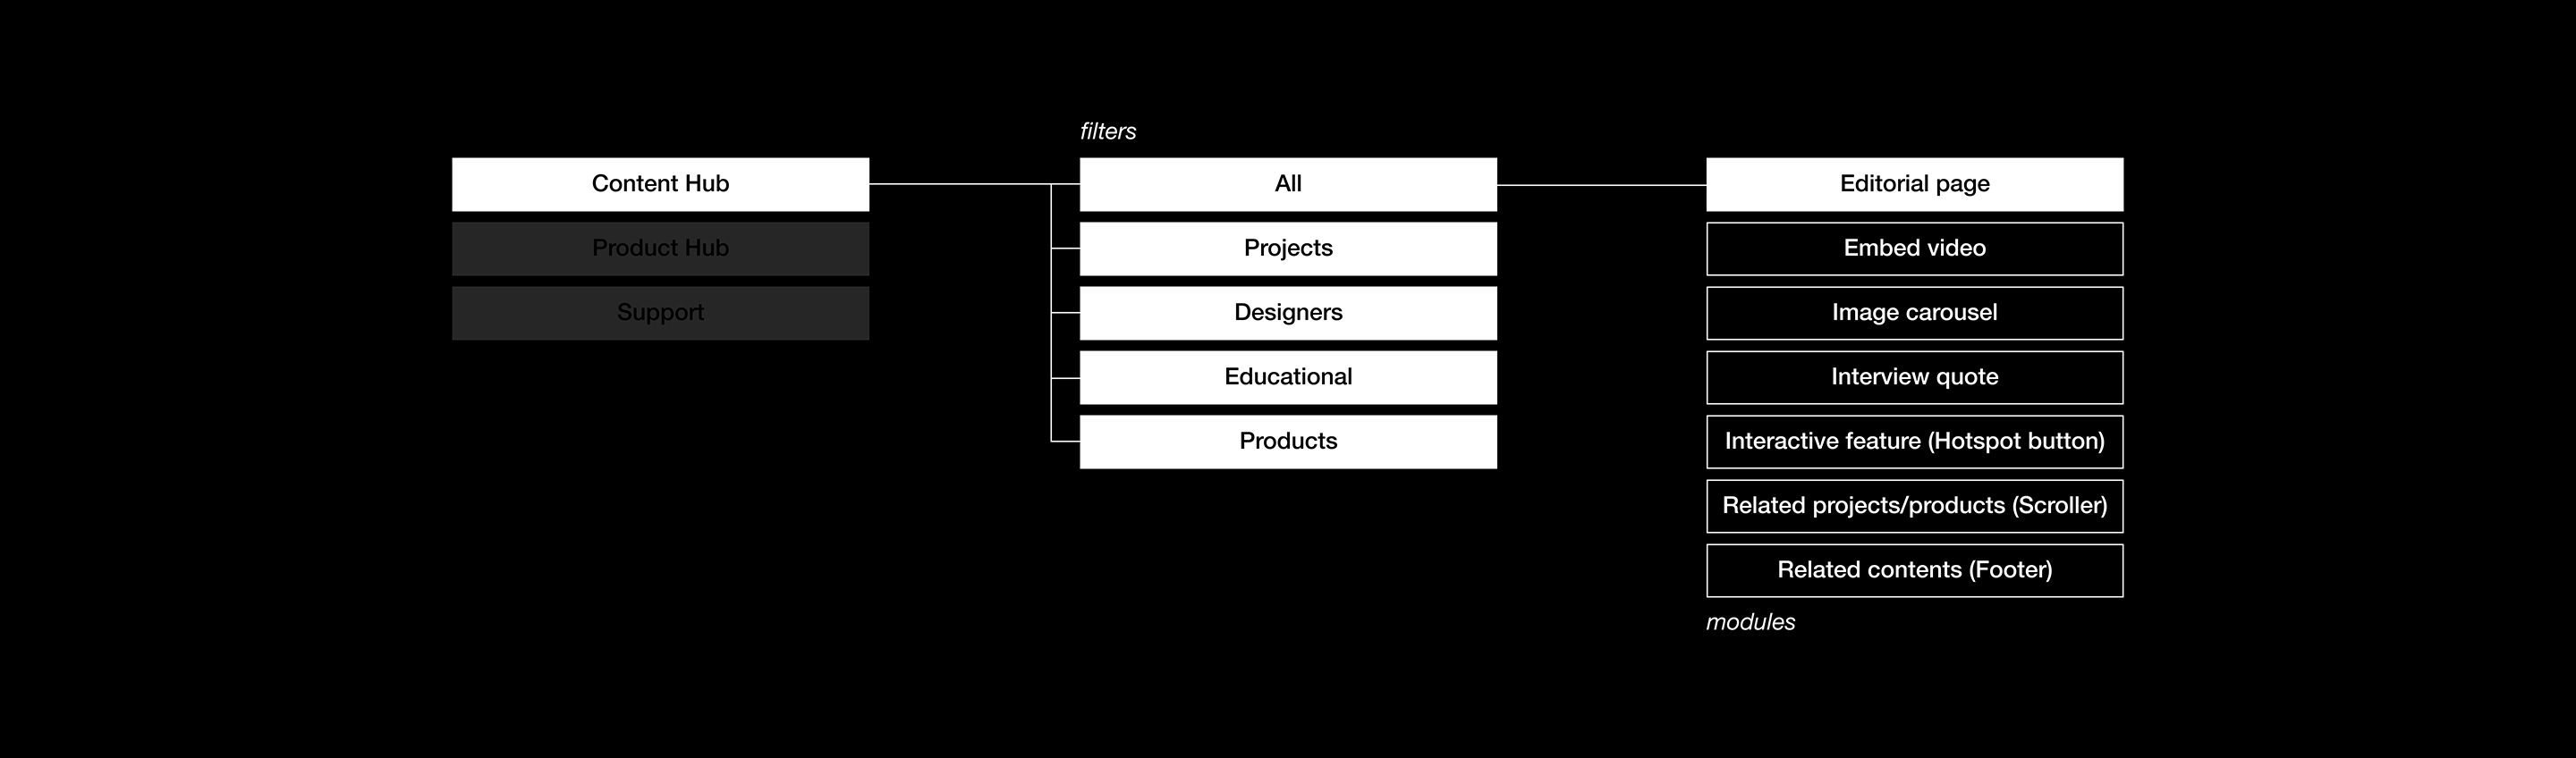 Content Hub
Product Hub
Support
filters
All
Projects
Designers
Educational
Products
Editorial page
Embed video
Image carousel
Interview quote
Interactive feature (Hotspot button)
Related projects/products (Scroller)
Related contents (Footer)
modules